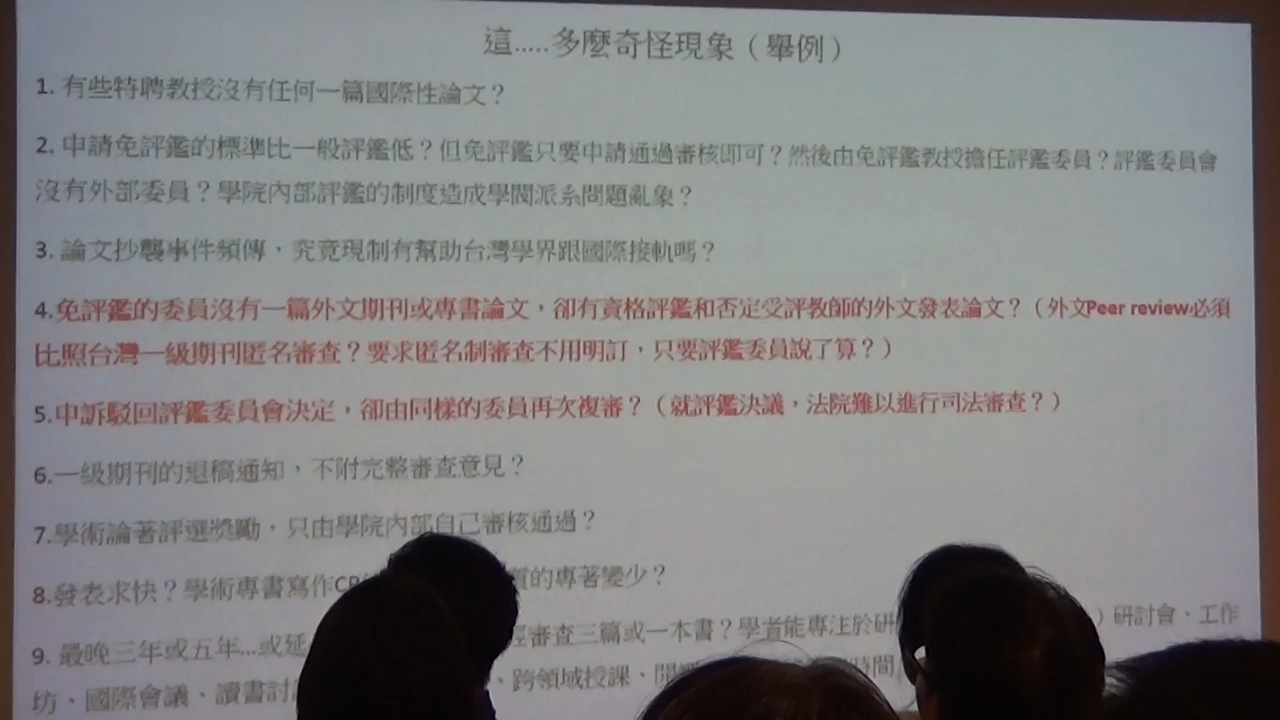 這.....多麼奇怪現象（舉例）
1. 有些特聘教授沒有任何一篇國際性論文？
2. 申請免評鑑的標準比一般評鑑低？但免評鑑只要申請通過審核即可？然後由免評鑑教授擔任評鑑委員？評鑑委員會
沒有外部委員？學院內部評鑑的制度造成學閥派系問題亂象？
3. 論文抄襲事件頻傳，究竟現制有幫助台灣學界跟國際接軌嗎？
4.免評鑑的委員沒有一篇外文期刊或專書論文，卻有資格評鑑和否定受評教師的外文發表論文？（外文Peer review必須
比照台灣一級期刊匿名審查？要求匿名制審查不用明訂，只要評鑑委員說了算？）
5.申訴駁回評鑑委員會決定，卻由同樣的委員再次複審？（就評鑑決議，法院難以進行司法審查？）
6.一級期刊的退稿通知，不附完整審查意見？
7.學術論著評選獎勵，只由學院內部自己審核通過？
8.發表求快？學術專書寫作 質的專著變少？
9. 最晚三年或五年...或延 審查三篇或一本書？學者能專注於研 ）研討會、工作
坊、國際會議、讀書討 、跨領域授課、開 時間